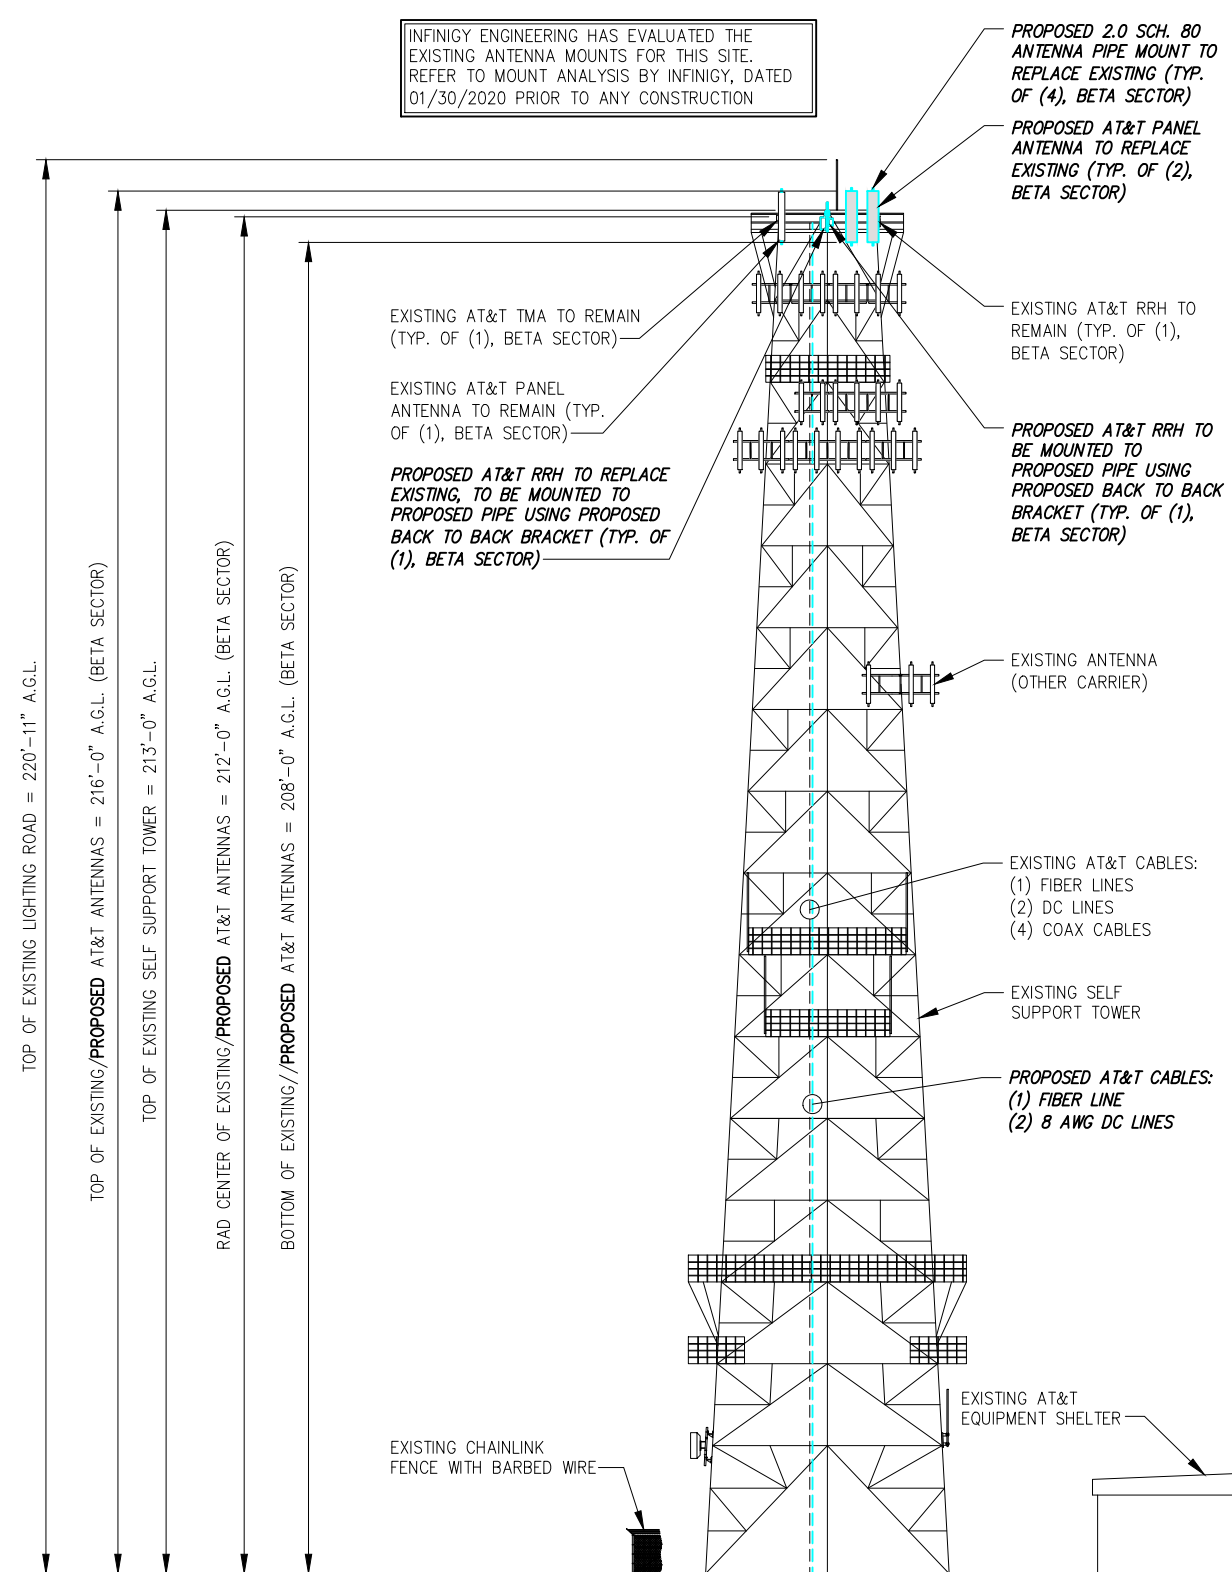 INFINIGY ENGINEERING HAS EVALUATED THE
EXISTING ANTENNA MOUNTS FOR THIS SITE.
REFER TO MOUNT ANALYSIS BY INFINIGY, DATED
01/30/2020 PRIOR TO ANY CONSTRUCTION
PROPOSED 2.0 SCH. 80
ANTENNA PIPE MOUNT TO
REPLACE EXISTING (TYP.
OF (4), BETA SECTOR)
PROPOSED AT&T PANEL
ANTENNA TO REPLACE
EXISTING (TYP. OF (2),
BETA SECTOR)
EXISTING AT&T TMA TO REMAIN
(TYP. OF (1), BETA SECTOR)
EXISTING AT&T RRH TO
REMAIN (TYP. OF (1),
BETA SECTOR)
EXISTING AT&T PANEL
ANTENNA TO REMAIN (TYP.
OF (1), BETA SECTOR)
PROPOSED AT&T RRH TO
BE MOUNTED TO
PROPOSED PIPE USING
PROPOSED BACK TO BACK
BRACKET (TYP. OF (1),
BETA SECTOR)
PROPOSED AT&T RRH TO REPLACE
EXISTING, TO BE MOUNTED TO
PROPOSED PIPE USING PROPOSED
BACK TO BACK BRACKET (TYP. OF
(1), BETA SECTOR)
TOP OF EXISTING LIGHTING ROAD = 220'-11" A.G.L.
TOP OF EXISTING/PROPOSED AT&T ANTENNAS = 216'-0" A.G.L. (BETA SECTOR)
TOP OF EXISTING SELF SUPPORT TOWER = 213'-0" A.G.L.
RAD CENTER OF EXISTING/PROPOSED AT&T ANTENNAS = 212'-0" A.G.L. (BETA SECTOR)
BOTTOM OF EXISTING//PROPOSED AT&T ANTENNAS = 208'-0" A.G.L. (BETA SECTOR)
EXISTING ANTENNA
(OTHER CARRIER)
EXISTING AT&T CABLES:
(1) FIBER LINES
(2) DC LINES
(4) COAX CABLES
EXISTING SELF
SUPPORT TOWER
PROPOSED AT&T CABLES:
(1) FIBER LINE
(2) 8 AWG DC LINES
EXISTING AT&T
EQUIPMENT SHELTER
EXISTING CHAINLINK
FENCE WITH BARBED WIRE